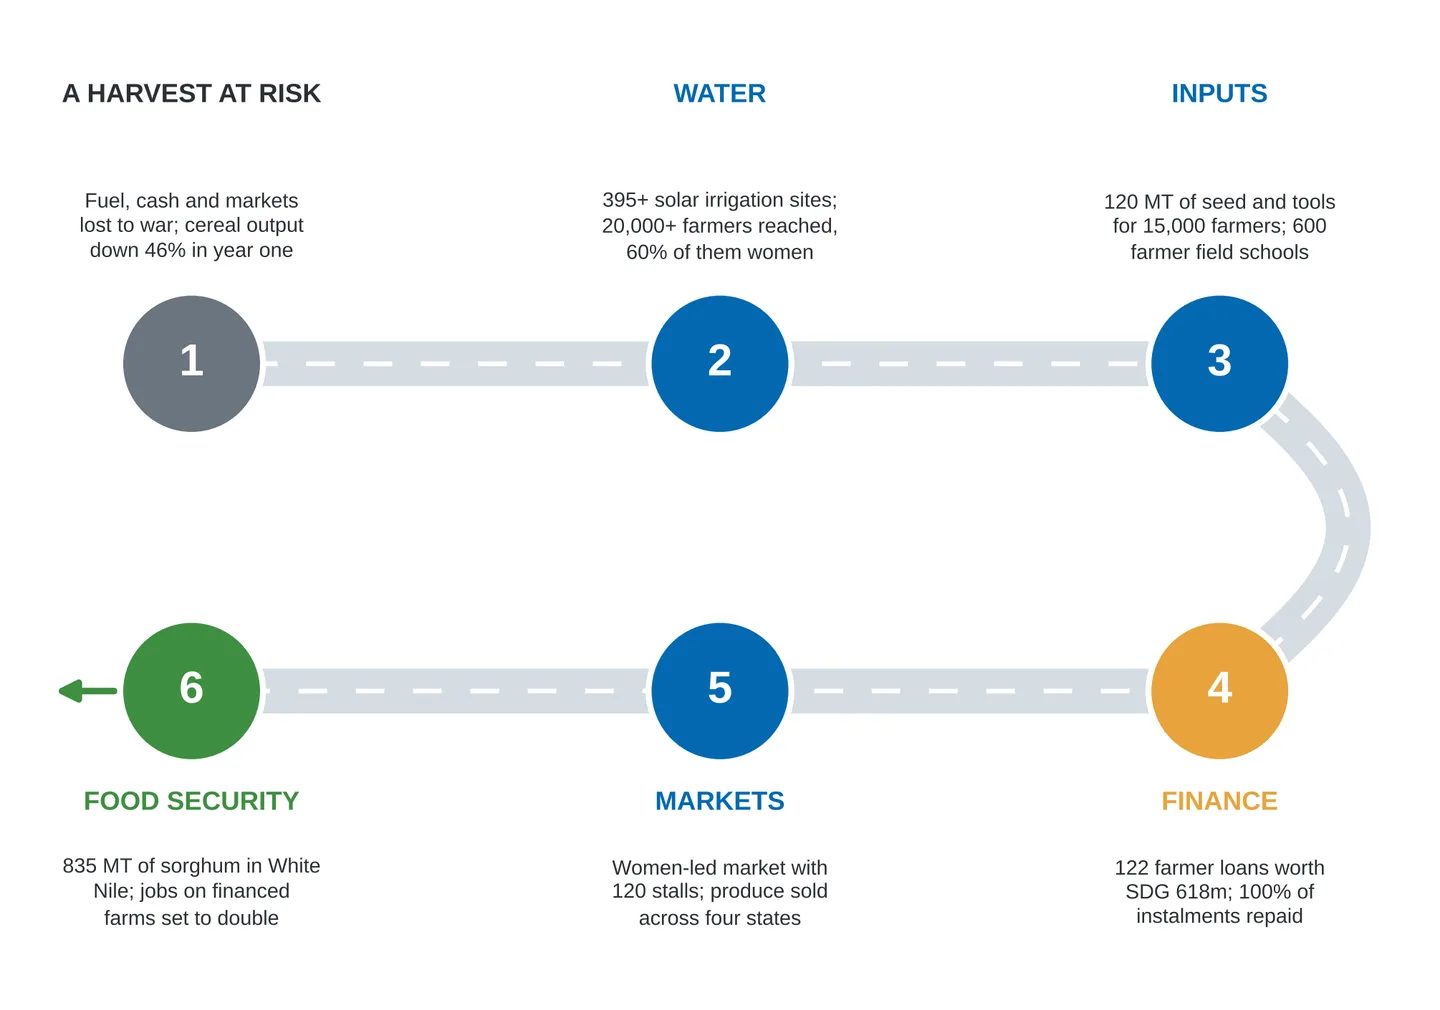 A HARVEST AT RISK
Fuel, cash and markets
lost to war; cereal output
down 46% in year one
1
WATER
395+ solar irrigation sites;
20,000+ farmers reached,
60% of them women
2
INPUTS
120 MT of seed and tools
for 15,000 farmers; 600
farmer field schools
3
4
FINANCE
122 farmer loans worth
SDG 618m; 100% of
instalments repaid
5
MARKETS
Women-led market with
120 stalls; produce sold
across four states
6
FOOD SECURITY
835 MT of sorghum in White
Nile; jobs on financed
farms set to double